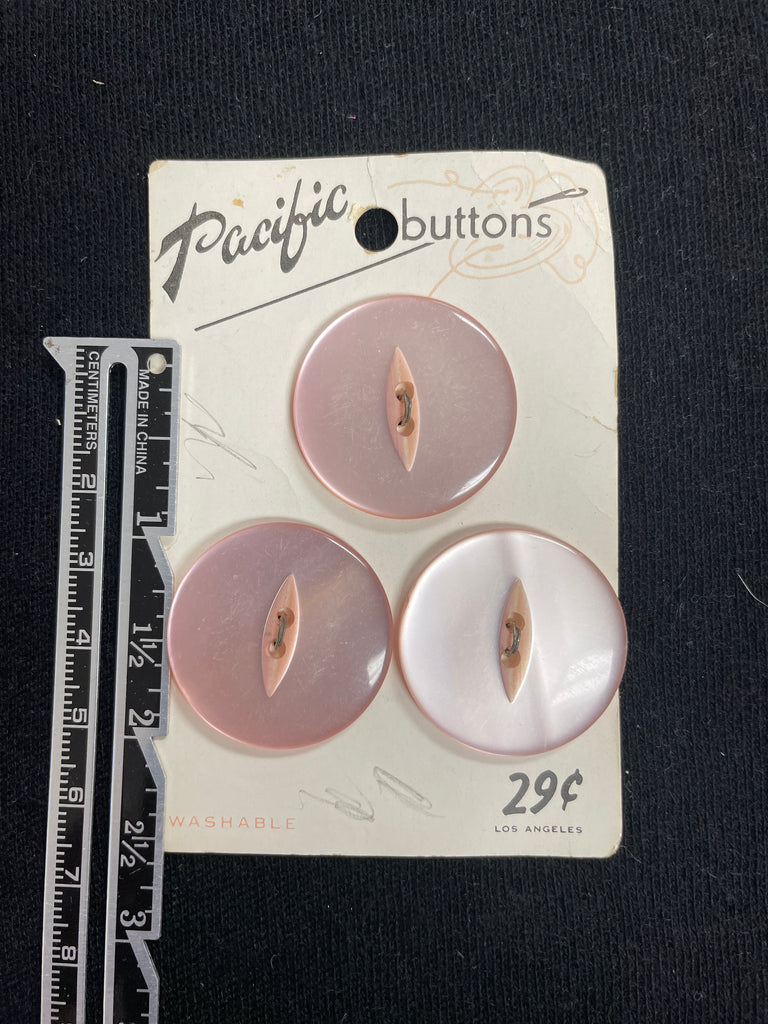 Pacific buttons
CENTIMETERS
MADE IN CHINA
2
3
4
5
6
7
8
1
1½
2
2½
3
WASHABLE
29¢
LOS ANGELES